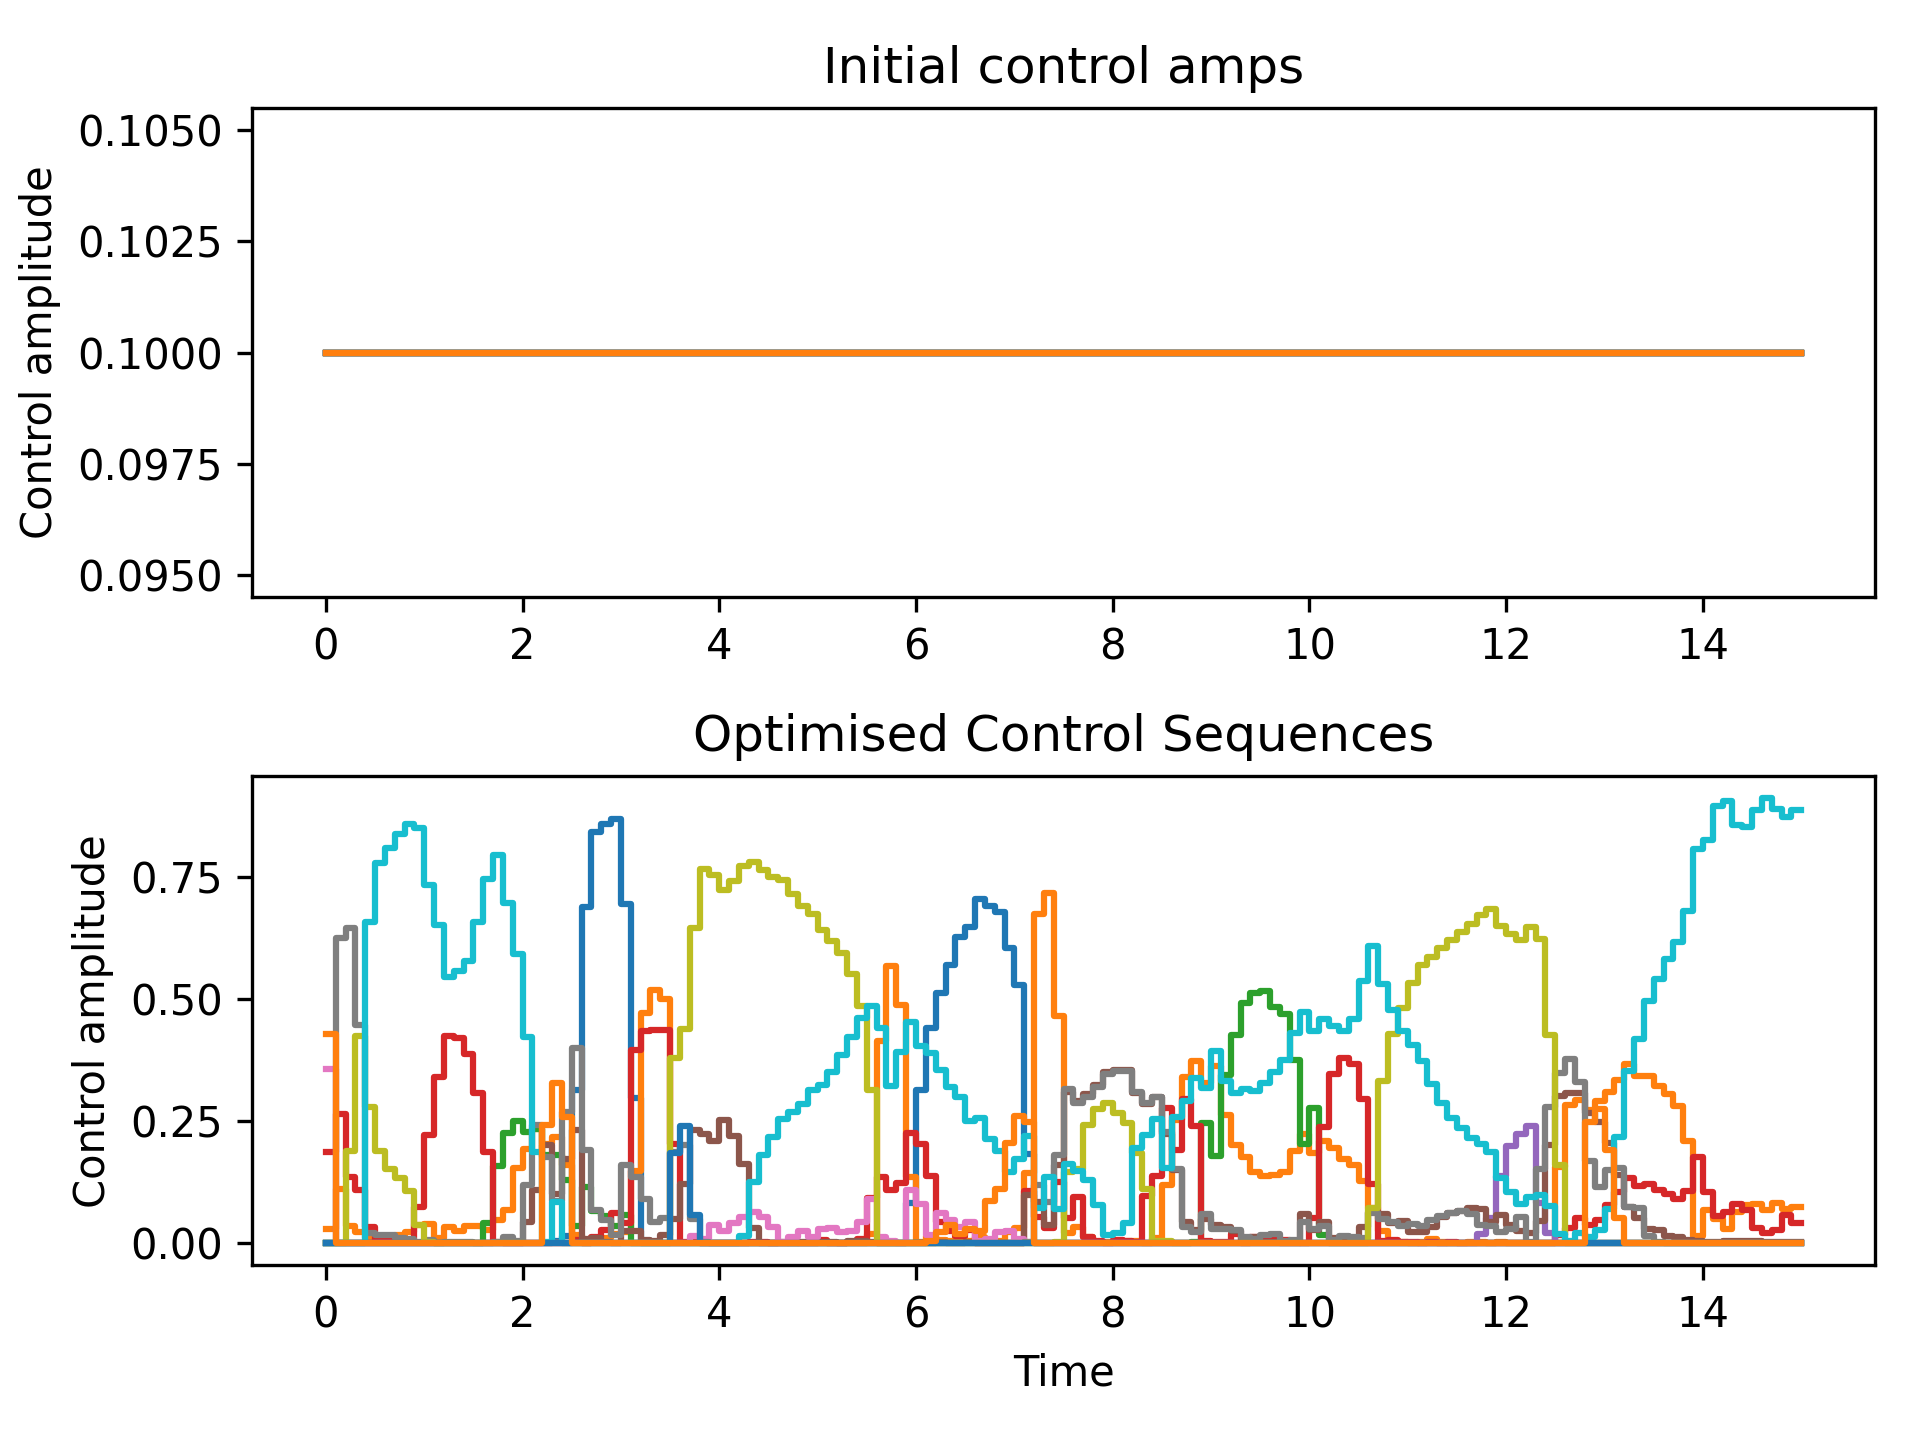 Initial control amps
Control amplitude
0.1050
0.1025
0.1000
0.0975
0.0950
0 2 4 6 8 10 12 14
Optimised Control Sequences
Control amplitude
0.75
0.50
0.25
0.00
0 2 4 6 8 10 12 14
Time